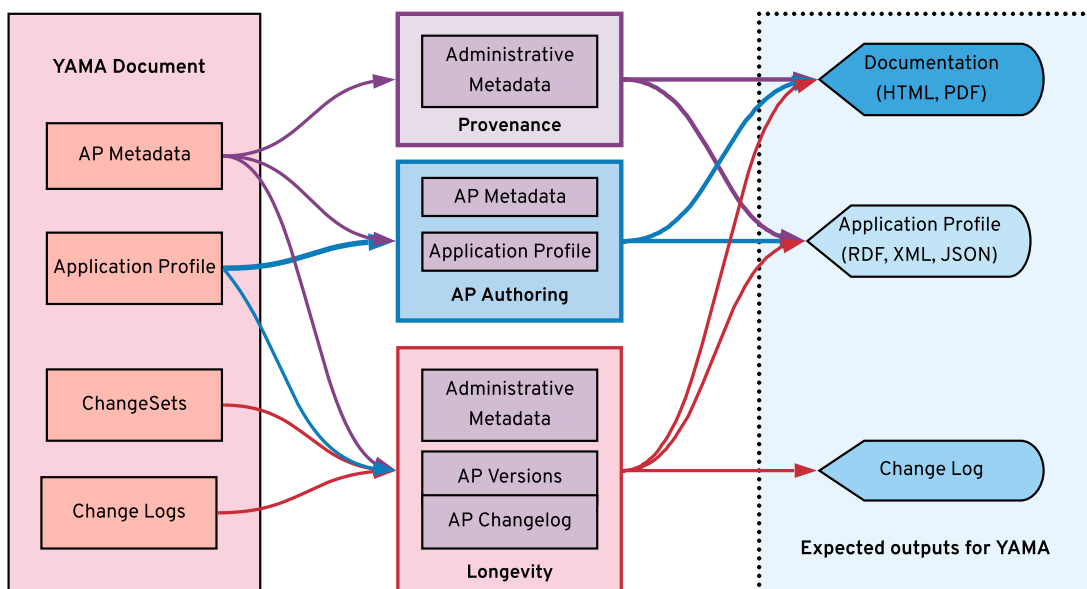 YAMA Document
AP Metadata
Application Profile
ChangeSets
Change Logs
Administrative
Metadata
Provenance
AP Metadata
Application Profile
AP Authoring
Administrative
Metadata
AP Versions
AP Changelog
Longevity
Documentation
(HTML, PDF)
Application Profile
(RDF, XML, JSON)
Change Log
Expected outputs for YAMA